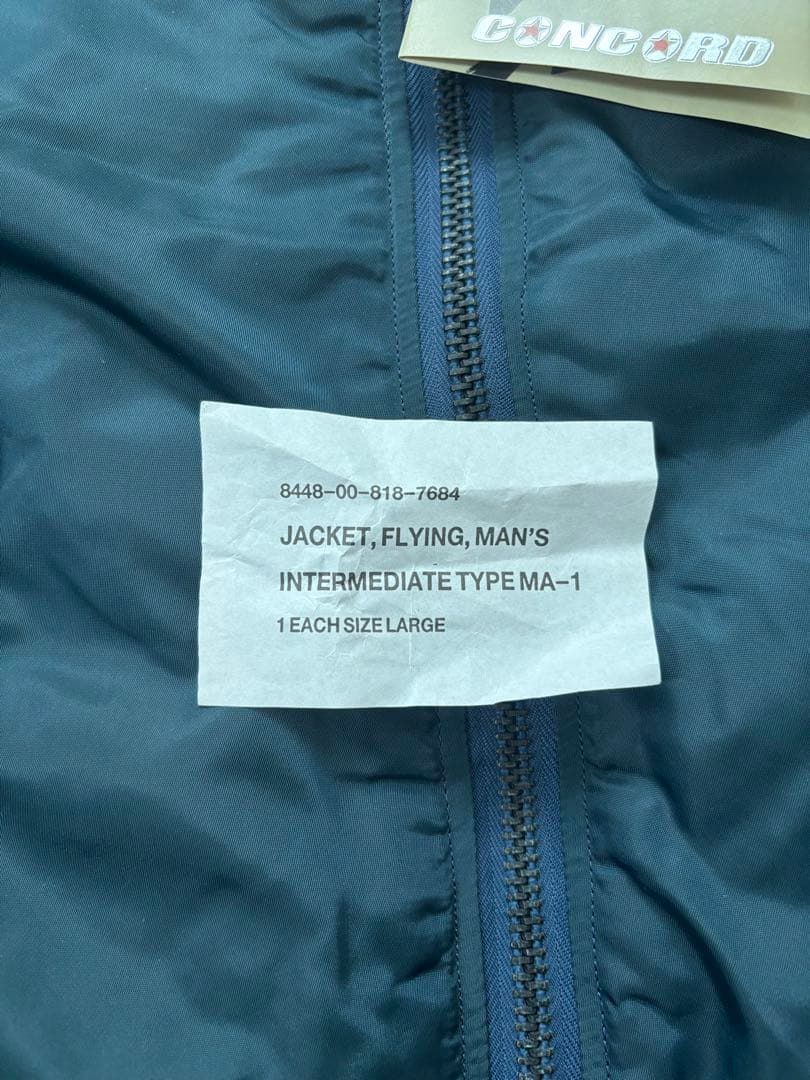 CONCORD
8448-00-818-7684
JACKET, FLYING, MAN'S
INTERMEDIATE TYPE MA-1
1 EACH SIZE LARGE